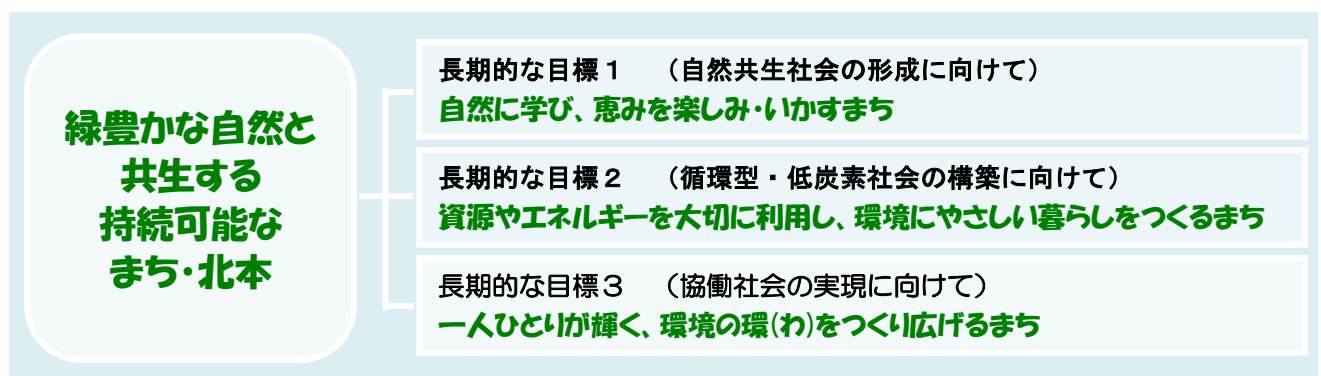 緑豊かな自然と
共生する
持続可能な
まち・北本
長期的な目標１　（自然共生社会の形成に向けて）
自然に学び、恵みを楽しみ・いかすまち
長期的な目標２　（循環型・低炭素社会の構築に向けて）
資源やエネルギーを大切に利用し、環境にやさしい暮らしをつくるまち
長期的な目標３　（協働社会の実現に向けて）
一人ひとりが輝く、環境の環(わ)をつくり広げるまち